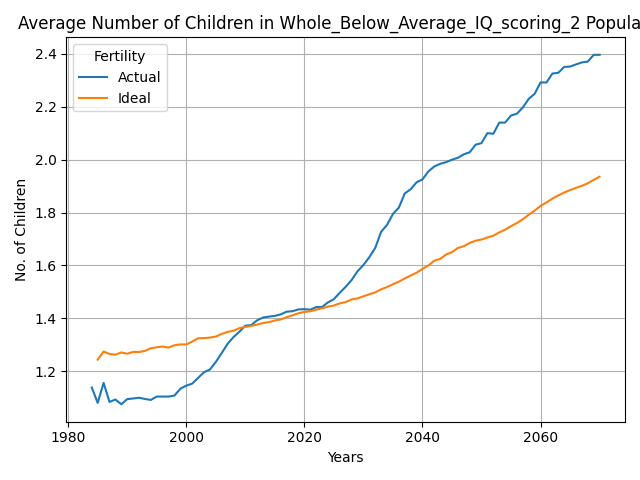 Average Number of Children in Whole_Below_Average_IQ_scoring_2 Popula
Fertility
Actual
Ideal
No. of Children
2.4
2.2
2.0
1.8
1.6
1.4
1.2
1980 2000 2020 2040 2060
Years